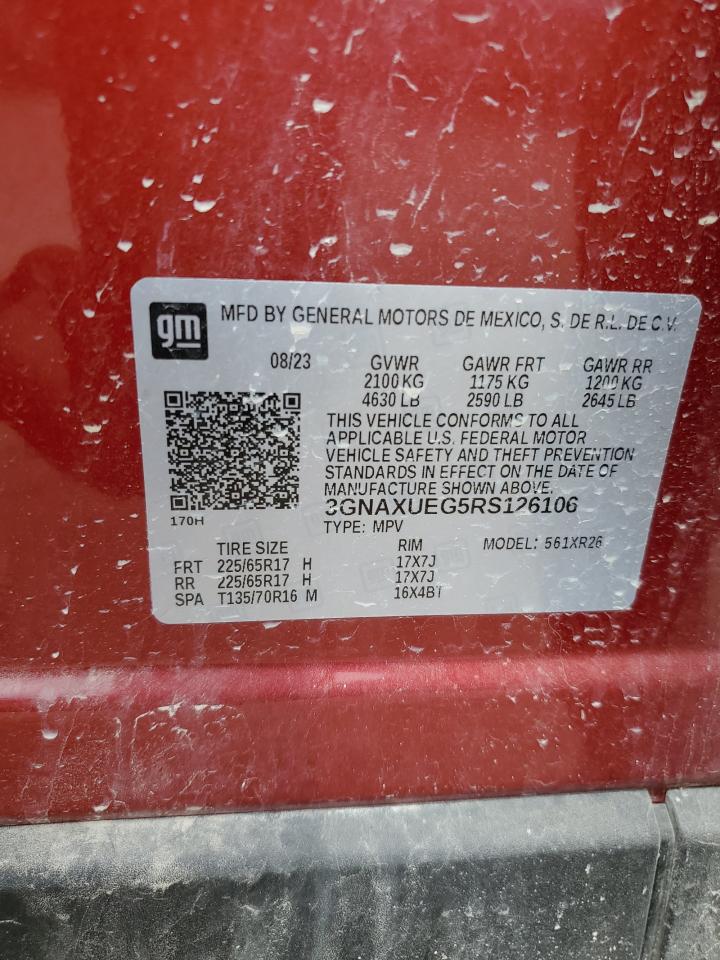 gm
MFD BY GENERAL MOTORS DE MEXICO, S. DE R.L. DE C.V.
08/23 GVWR GAWR FRT GAWR RR
2100 KG 1175 KG 1200 KG
4630 LB 2590 LB 2645 LB
THIS VEHICLE CONFORMS TO ALL
APPLICABLE U.S. FEDERAL MOTOR
VEHICLE SAFETY AND THEFT PREVENTION
STANDARDS IN EFFECT ON THE DATE OF
MANUFACTURE SHOWN ABOVE.
3GNAXUEG5RS126106
170H
TYPE: MPV
TIRE SIZE RIM MODEL: 561XR26
FRT 225/65R17 H 17X7J
RR 225/65R17 H 17X7J
SPA T135/70R16 M 16X4BT